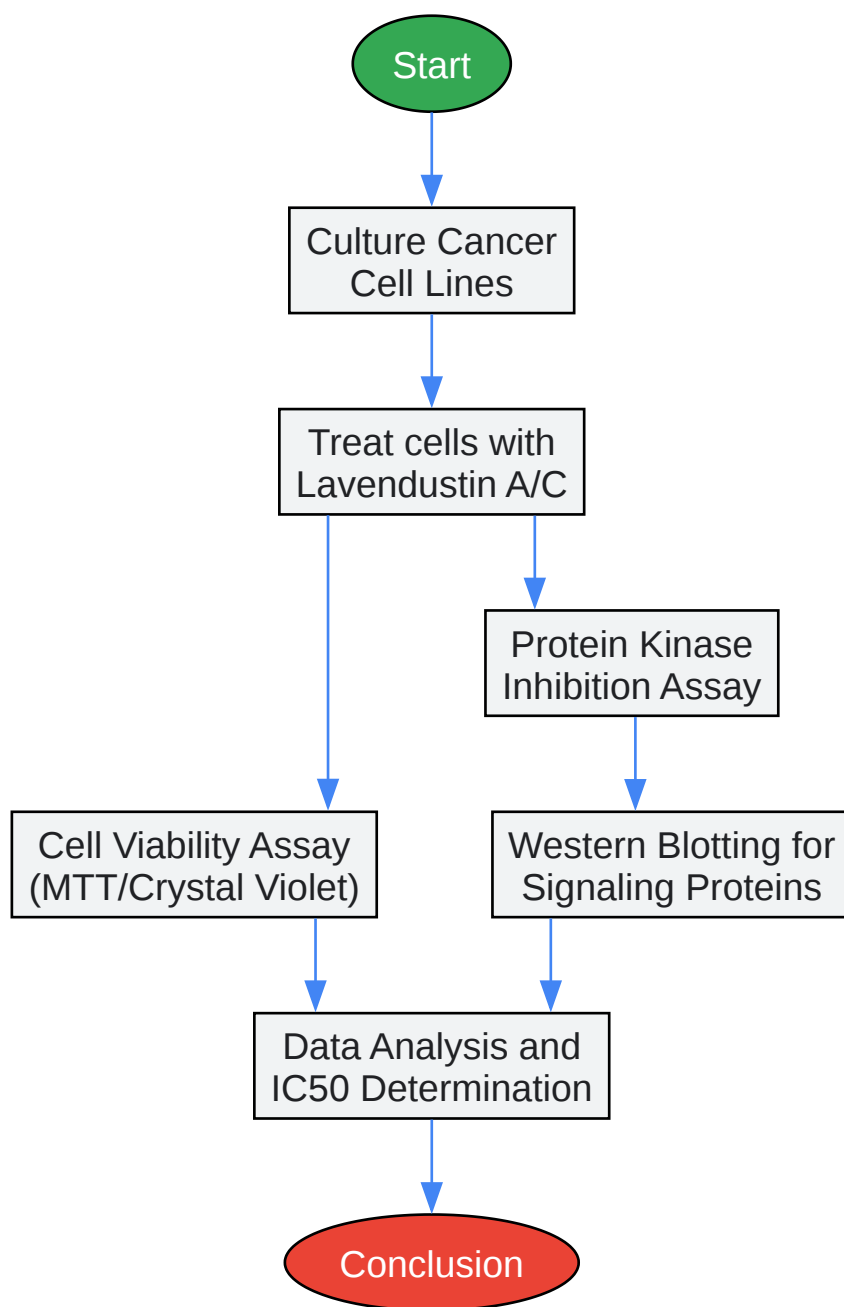 Start
Culture Cancer
Cell Lines
Treat cells with
Lavendustin A/C
Protein Kinase
Inhibition Assay
Cell Viability Assay
(MTT/Crystal Violet)
Western Blotting for
Signaling Proteins
Data Analysis and
IC50 Determination
Conclusion